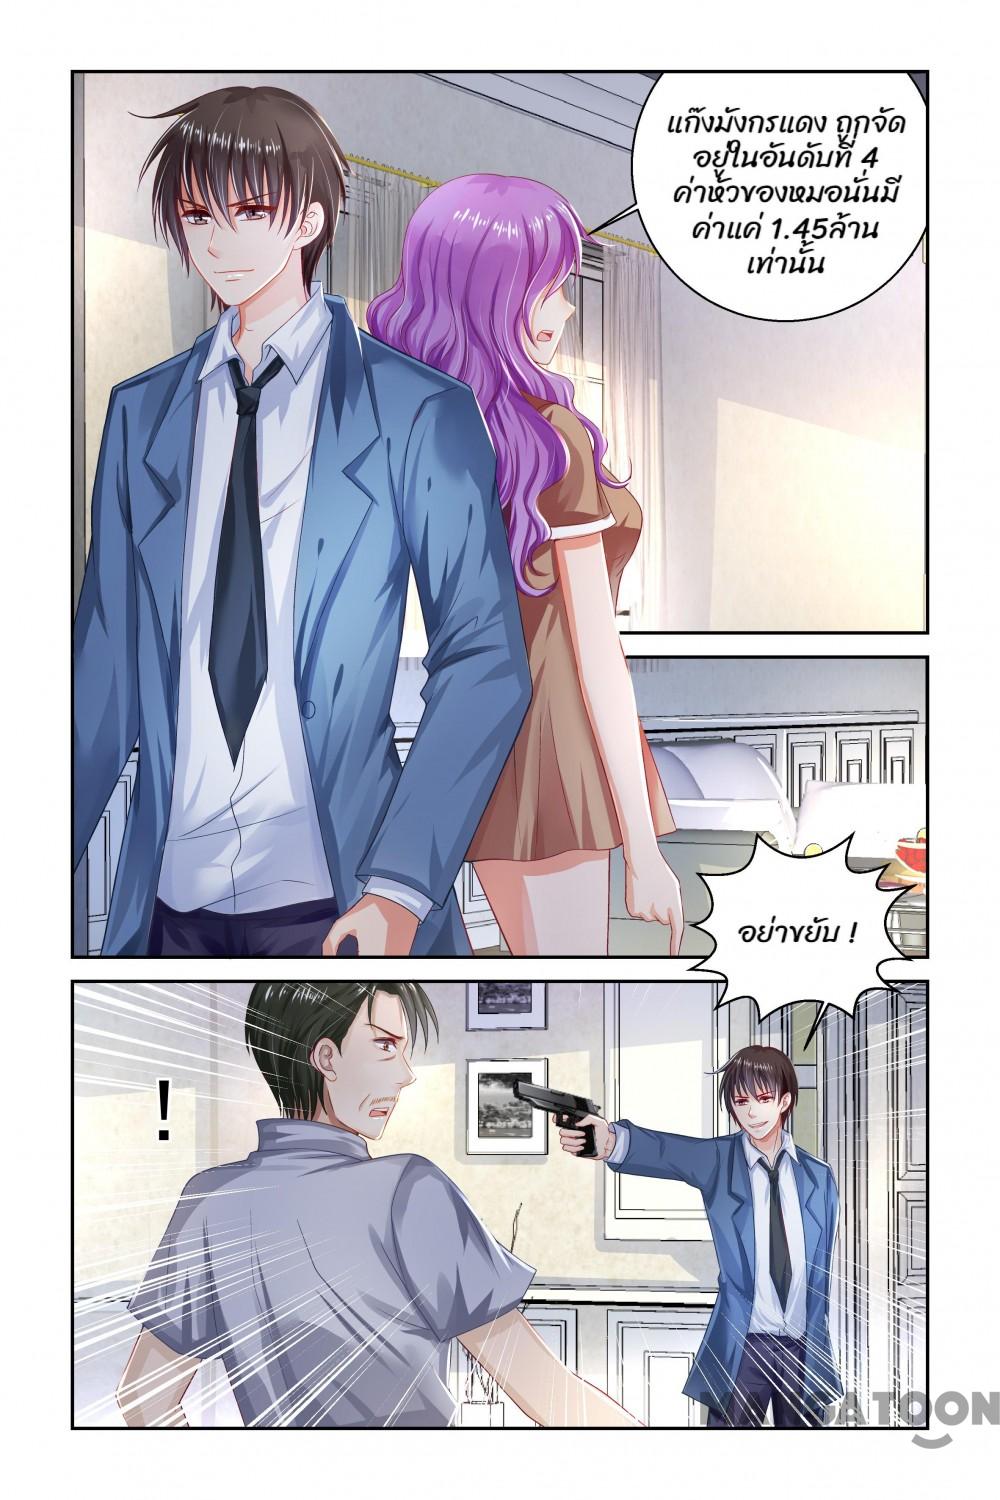 แก๊งมังกรแดง ถูกจัด
อยู่ในอันดับที่ 4
ค่าหัวของหมอนั่นมี
ค่าแค่ 1.45ล้าน
เท่านั้น
อย่าขยับ !
!
MANGATOON